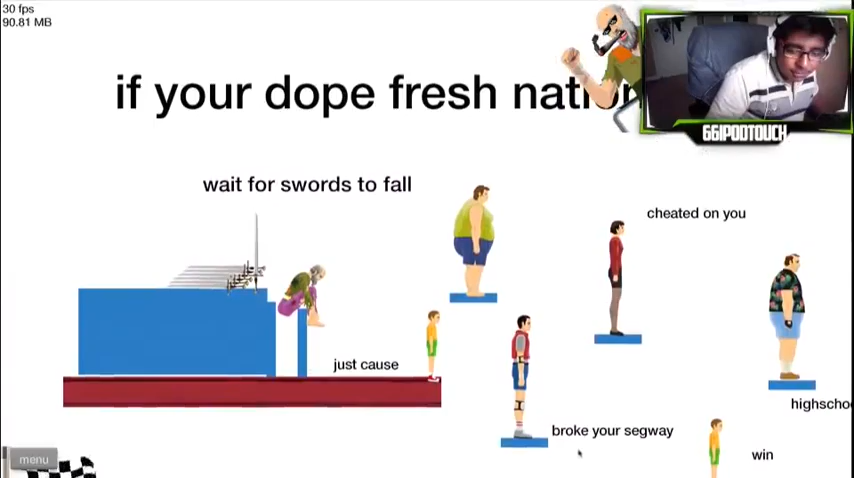 30 fps
90.81 MB
if your dope fresh nation
66IPODTOUCH
wait for swords to fall
cheated on you
just cause
highscho
broke your segway
win
menu